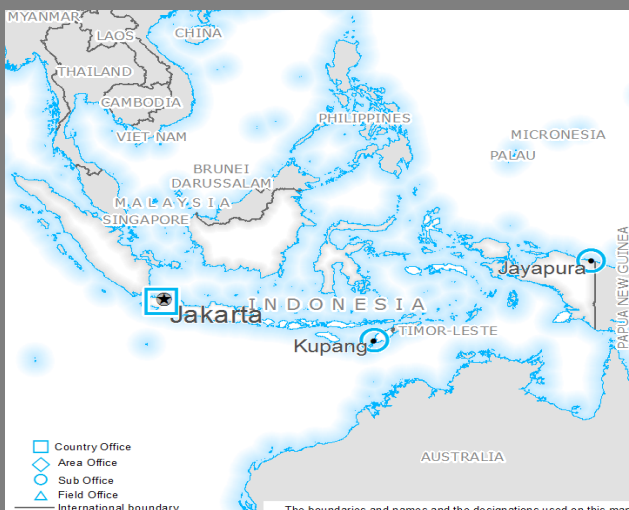 MYANMAR
LAOS
CHINA
THAILAND
CAMBODIA
VIET NAM
PHILIPPINES
MICRONESIA
PALAU
BRUNEI
DARUSSALAM
MALAYSIA
SINGAPORE
PAPUA NEW GUINEA
Jayapura
INDONESIA
Jakarta
TIMOR-LESTE
Kupang
AUSTRALIA
Country Office
Area Office
Sub Office
Field Office
International boundary
The boundaries and names and the designations used on this map